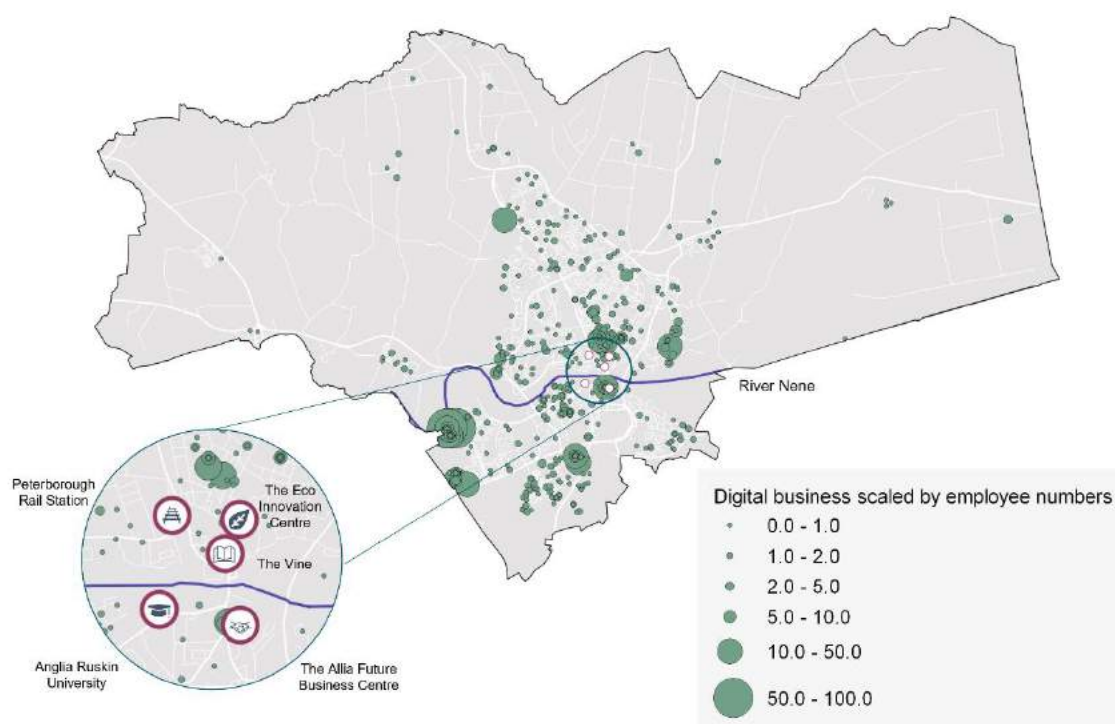 River Nene
Peterborough
Rail Station
The Eco
Innovation
Centre
The Vine
Anglia Ruskin
University
The Allia Future
Business Centre
Digital business scaled by employee numbers
0.0 - 1.0
1.0 - 2.0
2.0 - 5.0
5.0 - 10.0
10.0 - 50.0
50.0 - 100.0